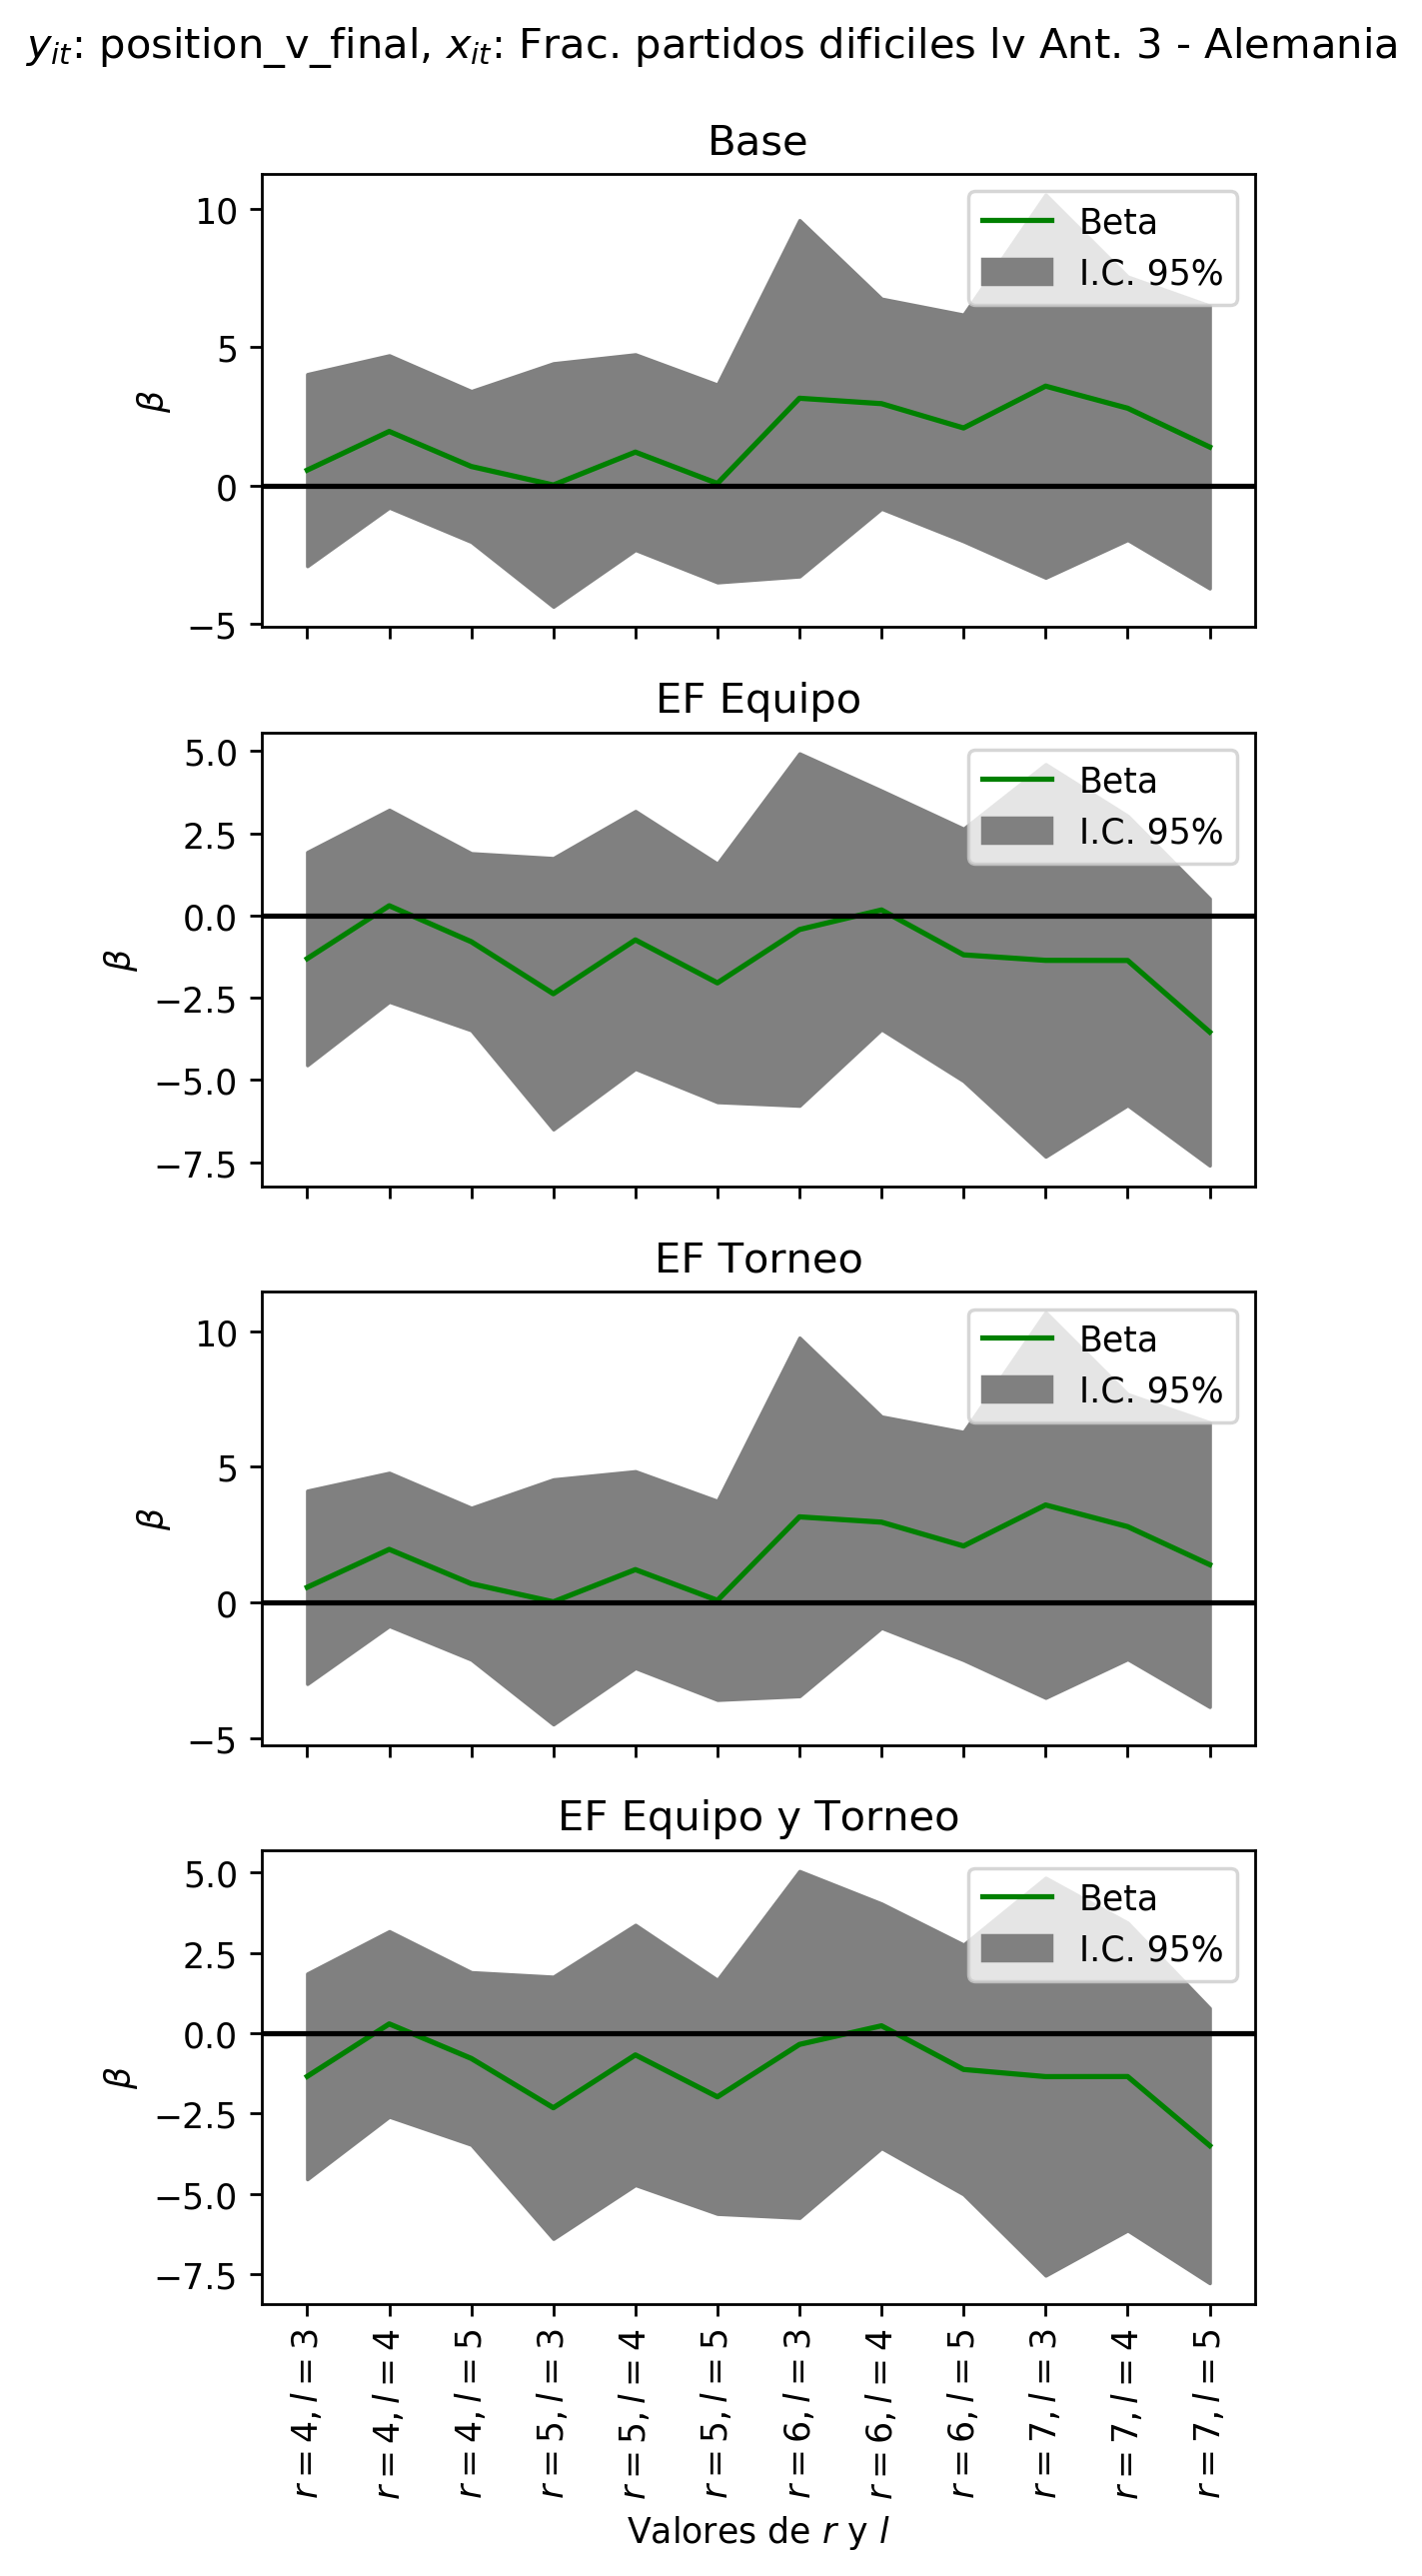 y_it: position_v_final, x_it: Frac. partidos dificiles lv Ant. 3 - Alemania
Base
10
5
0
−5
β
Beta
I.C. 95%
EF Equipo
5.0
2.5
0.0
−2.5
−5.0
−7.5
β
Beta
I.C. 95%
EF Torneo
10
5
0
−5
β
Beta
I.C. 95%
EF Equipo y Torneo
5.0
2.5
0.0
−2.5
−5.0
−7.5
β
Beta
I.C. 95%
r = 4, l = 3
r = 4, l = 4
r = 4, l = 5
r = 5, l = 3
r = 5, l = 4
r = 5, l = 5
r = 6, l = 3
r = 6, l = 4
r = 6, l = 5
r = 7, l = 3
r = 7, l = 4
r = 7, l = 5
Valores de r y l